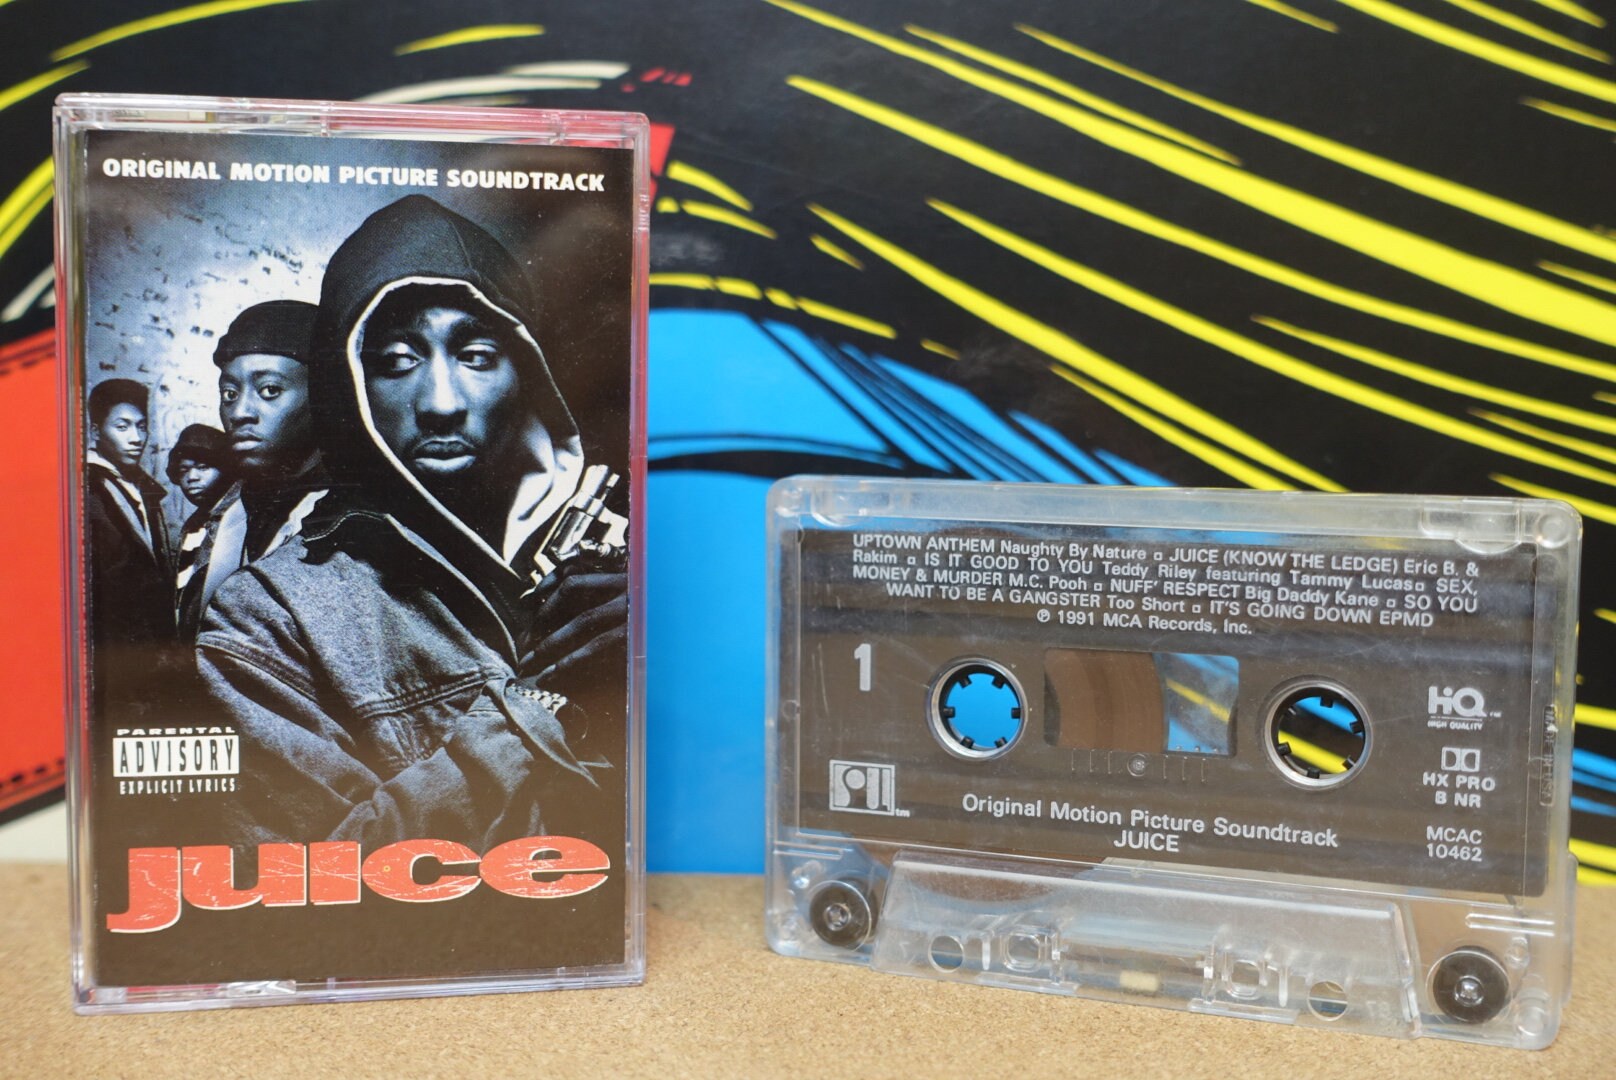 ORIGINAL MOTION PICTURE SOUNDTRACK
PARENTAL
ADVISORY
EXPLICIT LYRICS
juice
UPTOWN ANTHEM Naughty By Nature ▫ JUICE (KNOW THE LEDGE) Eric B. &
Rakim ▫ IS IT GOOD TO YOU Teddy Riley featuring Tammy Lucas ▫ SEX,
MONEY & MURDER M.C. Pooh ▫ NUFF' RESPECT Big Daddy Kane ▫ SO YOU
WANT TO BE A GANGSTER Too Short ▫ IT'S GOING DOWN EPMD
℗ 1991 MCA Records, Inc.
1
HiQ ™
HIGH QUALITY
HX PRO
B NR
tm
Original Motion Picture Soundtrack
JUICE
MCAC
10462